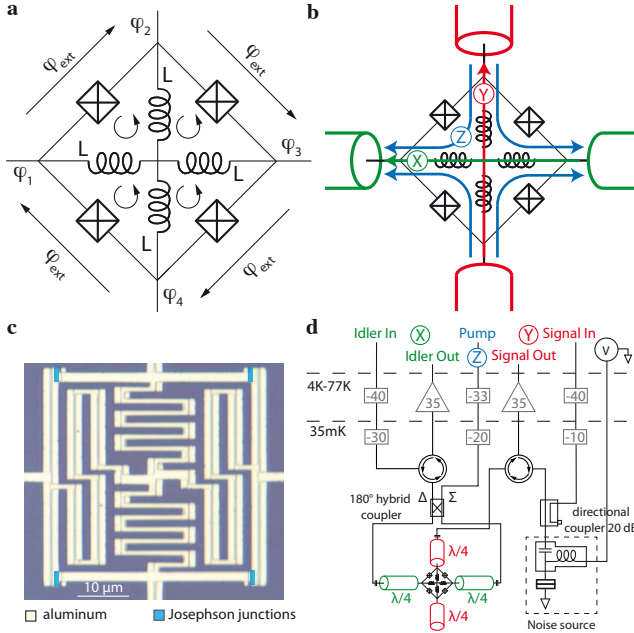 a
φext
φ2
φext
L
L
L
φ1
φ3
L
φext
φ4
φext
b
Y
Z
X
c
10 μm
aluminum
Josephson junctions
d
Idler In
X
Idler Out
Pump
Z
Y
Signal In
Signal Out
V
4K-77K
-40
35
-33
35
-40
35mK
-30
-20
-10
180° hybrid
coupler
Δ
Σ
directional
coupler 20 dB
λ/4
λ/4
λ/4
λ/4
Noise source